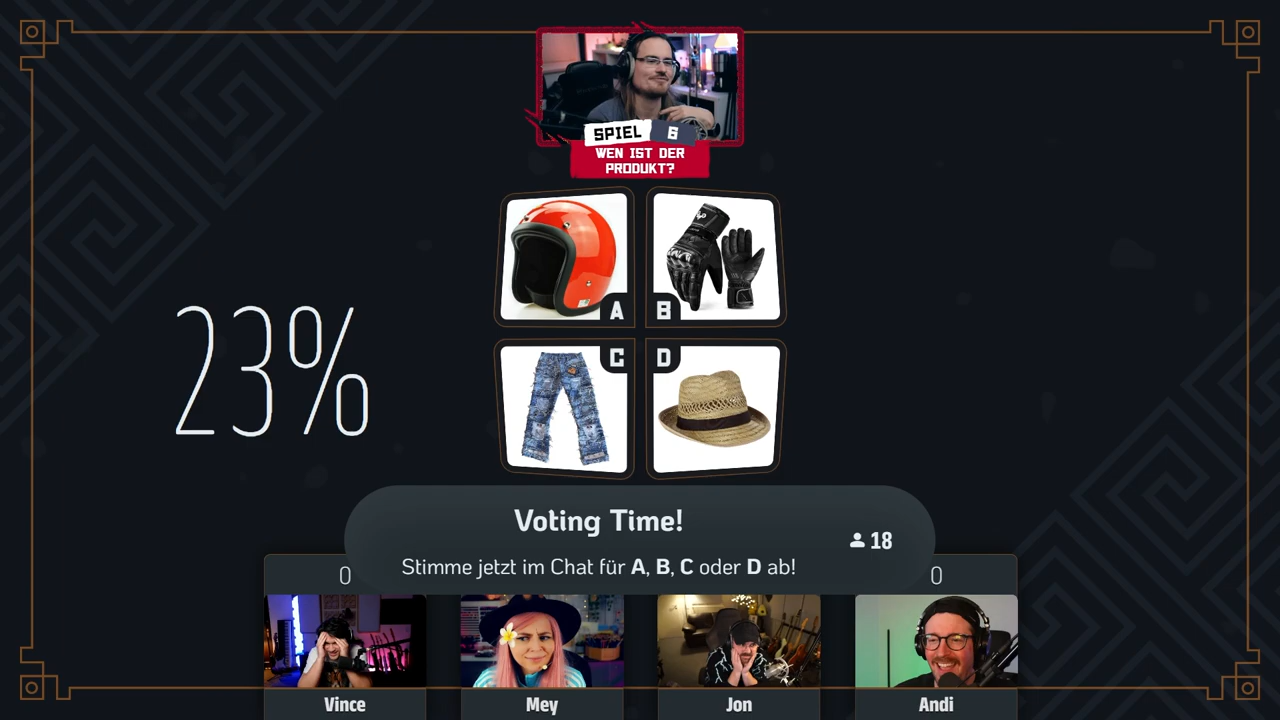 SPIEL 6
WEN IST DER
PRODUKT?
A
B
C
D
23%
Voting Time!
18
Stimme jetzt im Chat für A, B, C oder D ab!
0
0
Vince
Mey
Jon
Andi